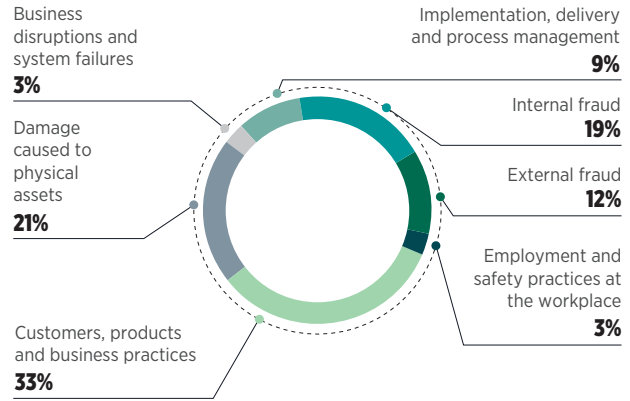 Business
disruptions and
system failures
3%
Damage
caused to
physical
assets
21%
Customers, products
and business practices
33%
Implementation, delivery
and process management
9%
Internal fraud
19%
External fraud
12%
Employment and
safety practices at
the workplace
3%